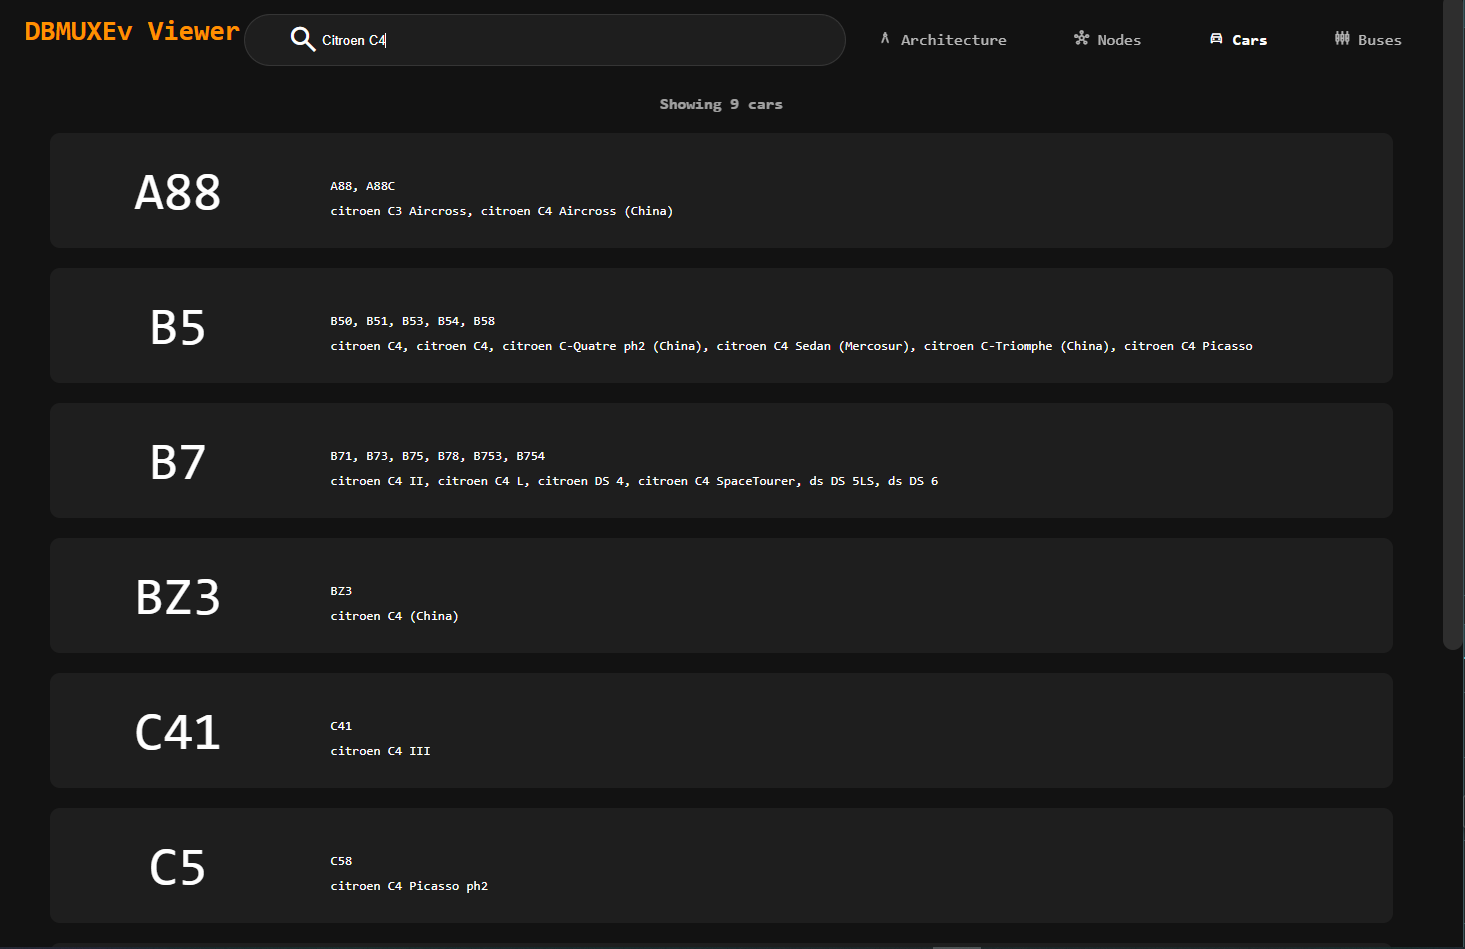 DBMUXEv Viewer
Citroen C4
Architecture
Nodes
Cars
Buses
Showing 9 cars
A88
A88, A88C
citroen C3 Aircross, citroen C4 Aircross (China)
B5
B50, B51, B53, B54, B58
citroen C4, citroen C4, citroen C-Quatre ph2 (China), citroen C4 Sedan (Mercosur), citroen C-Triomphe (China), citroen C4 Picasso
B7
B71, B73, B75, B78, B753, B754
citroen C4 II, citroen C4 L, citroen DS 4, citroen C4 SpaceTourer, ds DS 5LS, ds DS 6
BZ3
BZ3
citroen C4 (China)
C41
C41
citroen C4 III
C5
C58
citroen C4 Picasso ph2